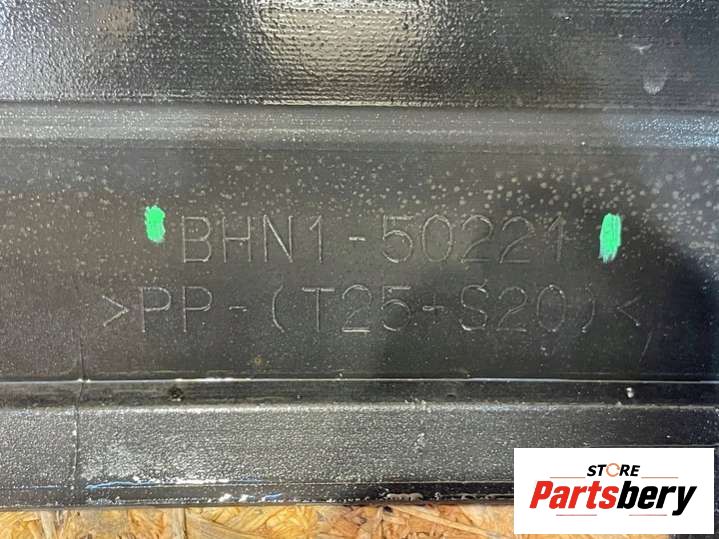 BHN1-50221
>PP-(T25+S20)<
STORE
Partsbery